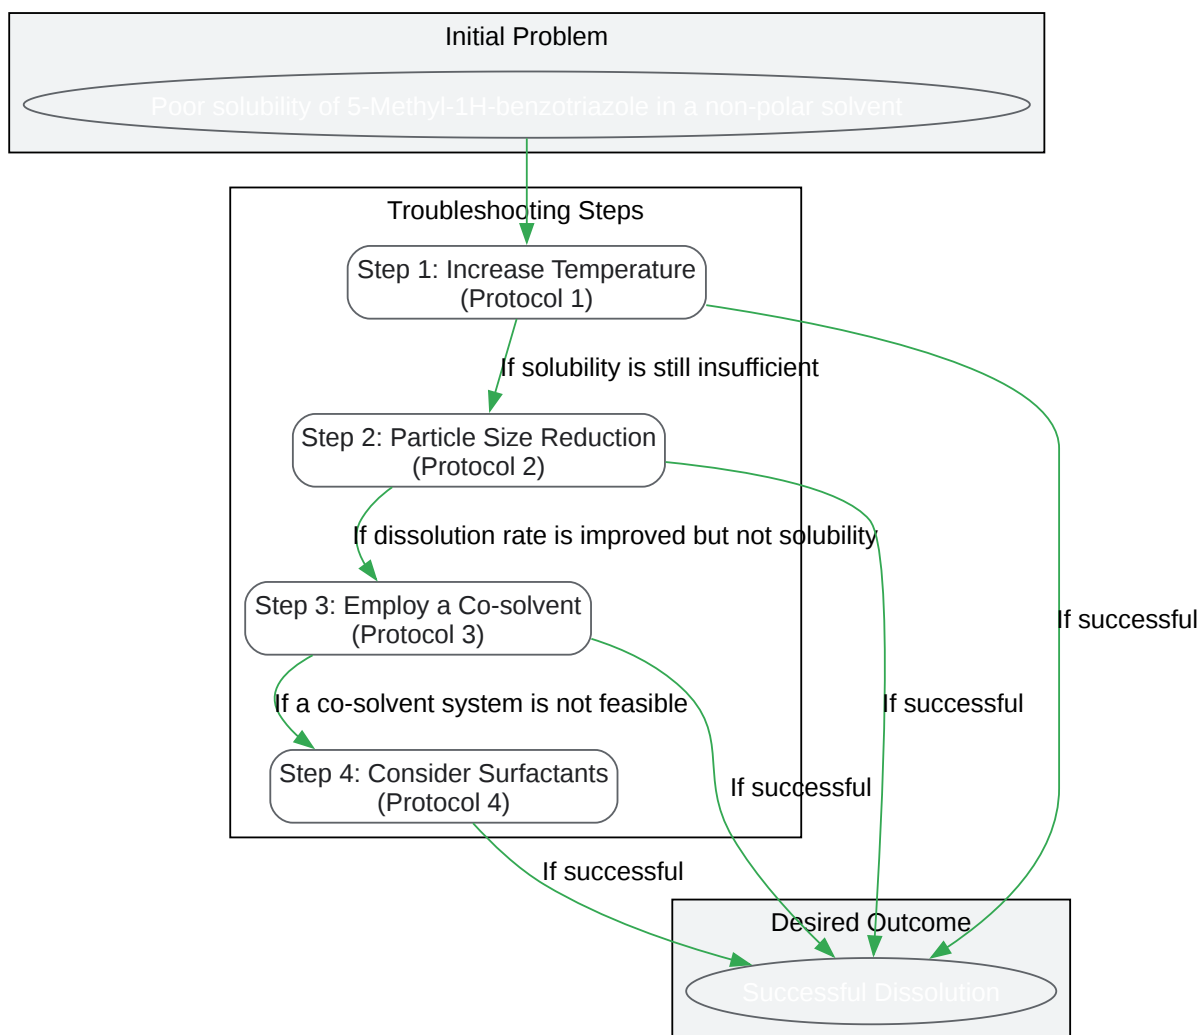 Initial Problem
Poor solubility of 5-Methyl-1H-benzotriazole in a non-polar solvent
Troubleshooting Steps
Step 1: Increase Temperature
(Protocol 1)
If solubility is still insufficient
Step 2: Particle Size Reduction
(Protocol 2)
If dissolution rate is improved but not solubility
Step 3: Employ a Co-solvent
(Protocol 3)
If successful
If a co-solvent system is not feasible
If successful
Step 4: Consider Surfactants
(Protocol 4)
If successful
If successful
Desired Outcome
Successful Dissolution